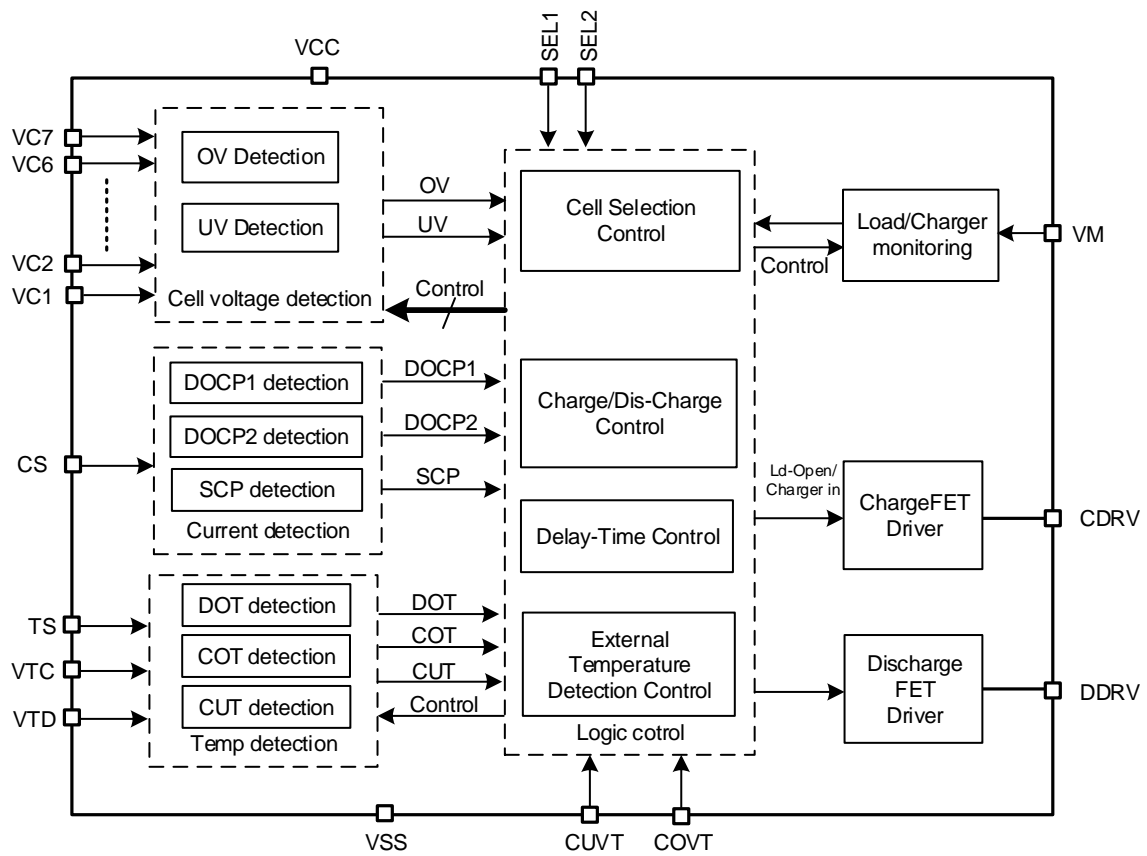 SEL1
SEL2
VCC
VC7
VC6
VC2
VC1
OV Detection
UV Detection
Cell voltage detection
OV
UV
Control
Cell Selection
Control
Control
Load/Charger
monitoring
VM
DOCP1 detection
DOCP2 detection
SCP detection
Current detection
CS
DOCP1
DOCP2
SCP
Charge/Dis-Charge
Control
Delay-Time Control
Ld-Open/
Charger in
ChargeFET
Driver
CDRV
TS
VTC
VTD
DOT detection
COT detection
CUT detection
Temp detection
DOT
COT
CUT
Control
External
Temperature
Detection Control
Logic cotrol
Discharge
FET
Driver
DDRV
VSS
CUVT
COVT